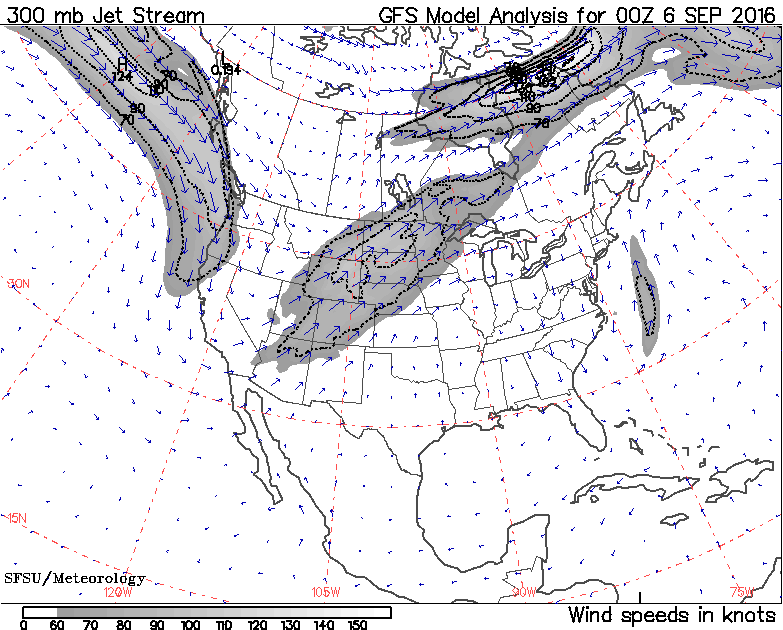 300 mb Jet Stream GFS Model Analysis for 00Z 6 SEP 2016
H
124
70
90
70
L
0.194
90
70
30N
15N
SFSU/Meteorology
120W 105W 90W 75W
0 60 70 80 90 100 110 120 130 140 150 Wind speeds in knots